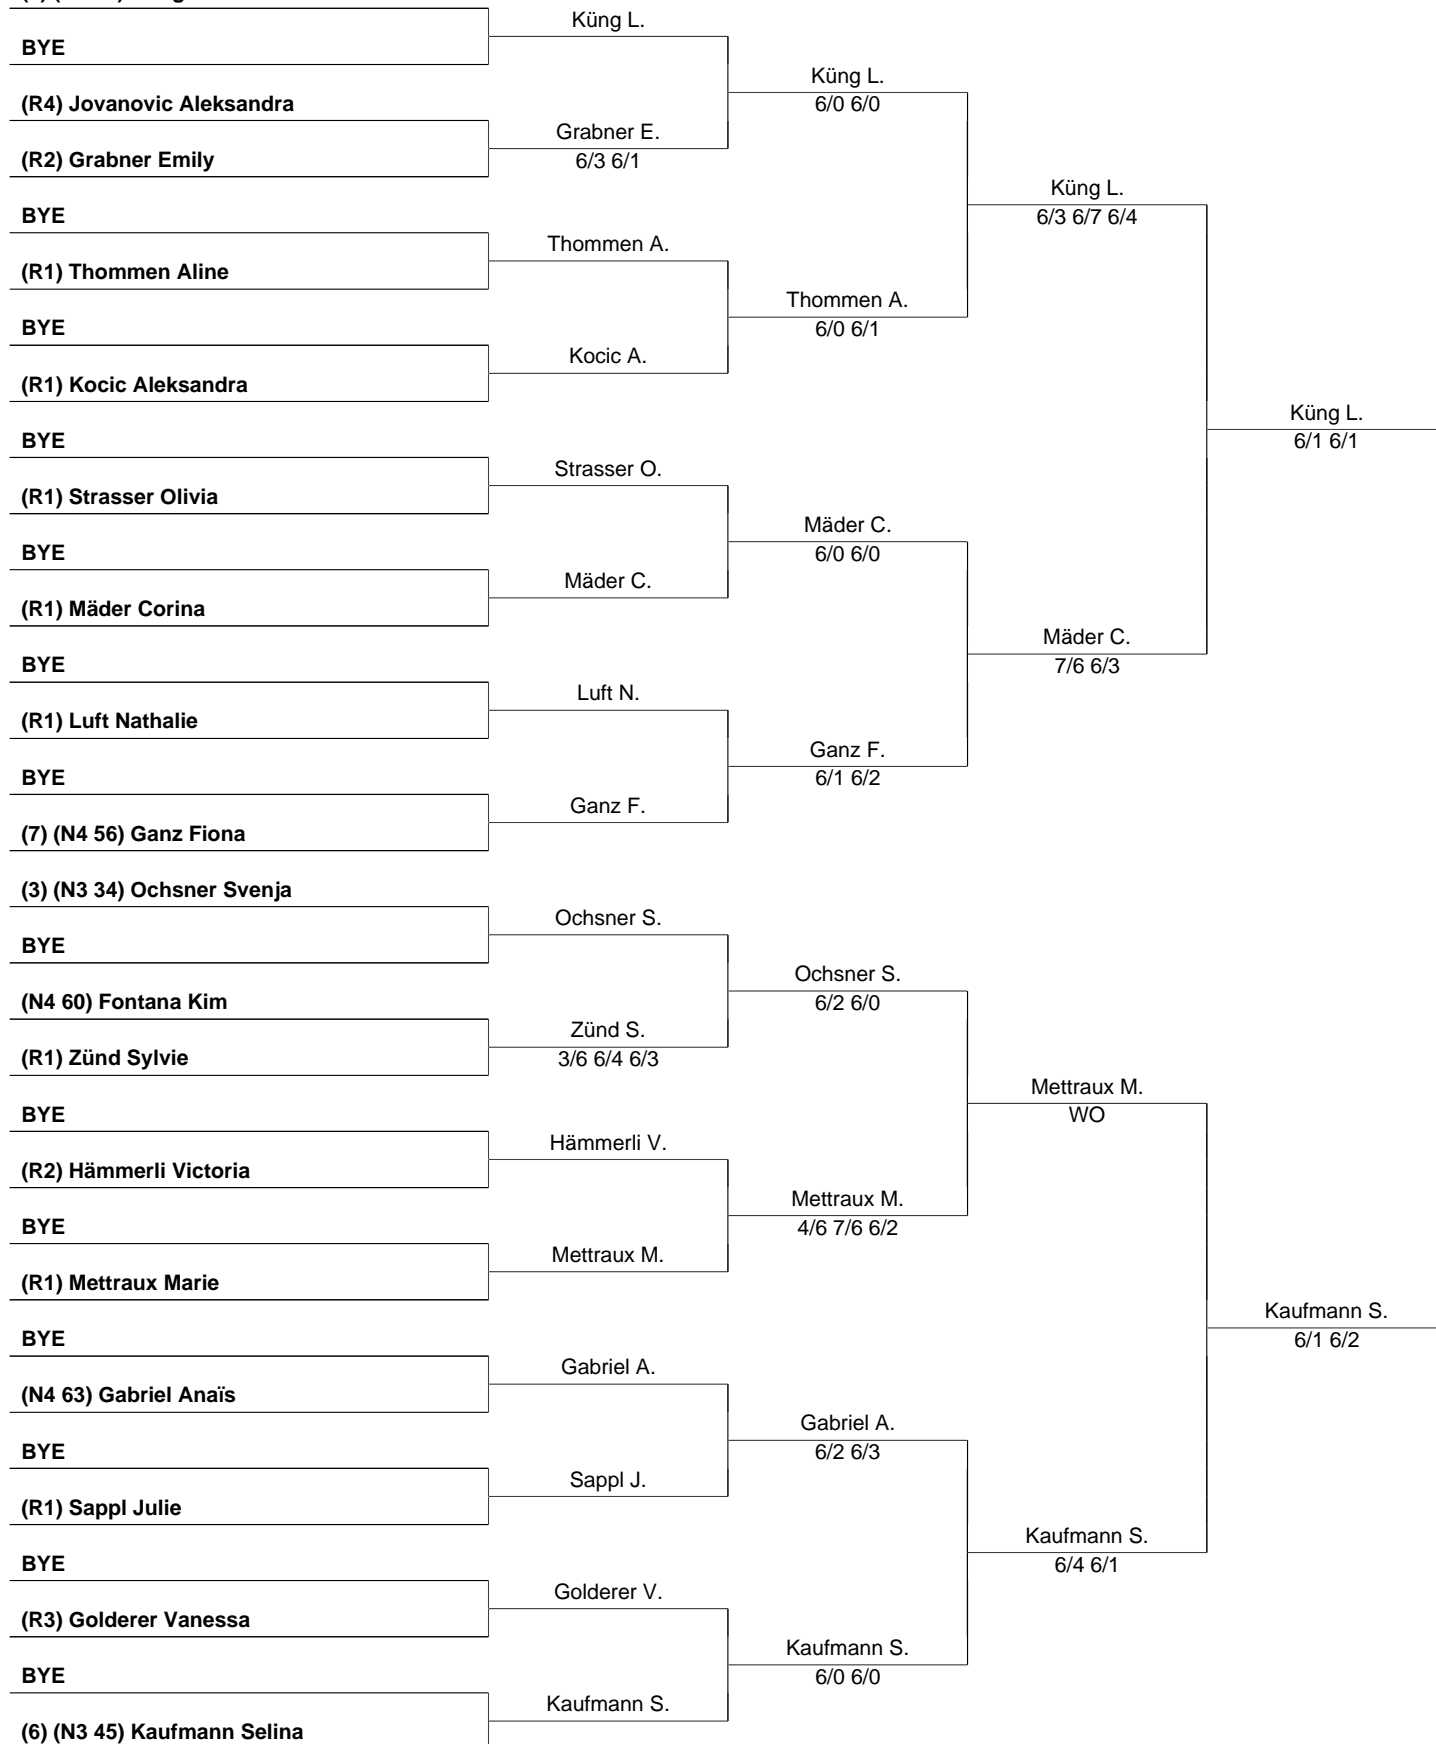 BYE
(R4) Jovanovic Aleksandra
(R2) Grabner Emily
BYE
(R1) Thommen Aline
BYE
(R1) Kocic Aleksandra
BYE
(R1) Strasser Olivia
BYE
(R1) Mäder Corina
BYE
(R1) Luft Nathalie
BYE
(7) (N4 56) Ganz Fiona
(3) (N3 34) Ochsner Svenja
BYE
(N4 60) Fontana Kim
(R1) Zünd Sylvie
BYE
(R2) Hämmerli Victoria
BYE
(R1) Mettraux Marie
BYE
(N4 63) Gabriel Anaïs
BYE
(R1) Sappl Julie
BYE
(R3) Golderer Vanessa
BYE
(6) (N3 45) Kaufmann Selina
Küng L.
Grabner E.
6/3 6/1
Thommen A.
Kocic A.
Strasser O.
Mäder C.
Luft N.
Ganz F.
Ochsner S.
Zünd S.
3/6 6/4 6/3
Hämmerli V.
Mettraux M.
Gabriel A.
Sappl J.
Golderer V.
Kaufmann S.
Küng L.
6/0 6/0
Thommen A.
6/0 6/1
Mäder C.
6/0 6/0
Ganz F.
6/1 6/2
Ochsner S.
6/2 6/0
Mettraux M.
4/6 7/6 6/2
Gabriel A.
6/2 6/3
Kaufmann S.
6/0 6/0
Küng L.
6/3 6/7 6/4
Mäder C.
7/6 6/3
Mettraux M.
WO
Kaufmann S.
6/4 6/1
Küng L.
6/1 6/1
Kaufmann S.
6/1 6/2